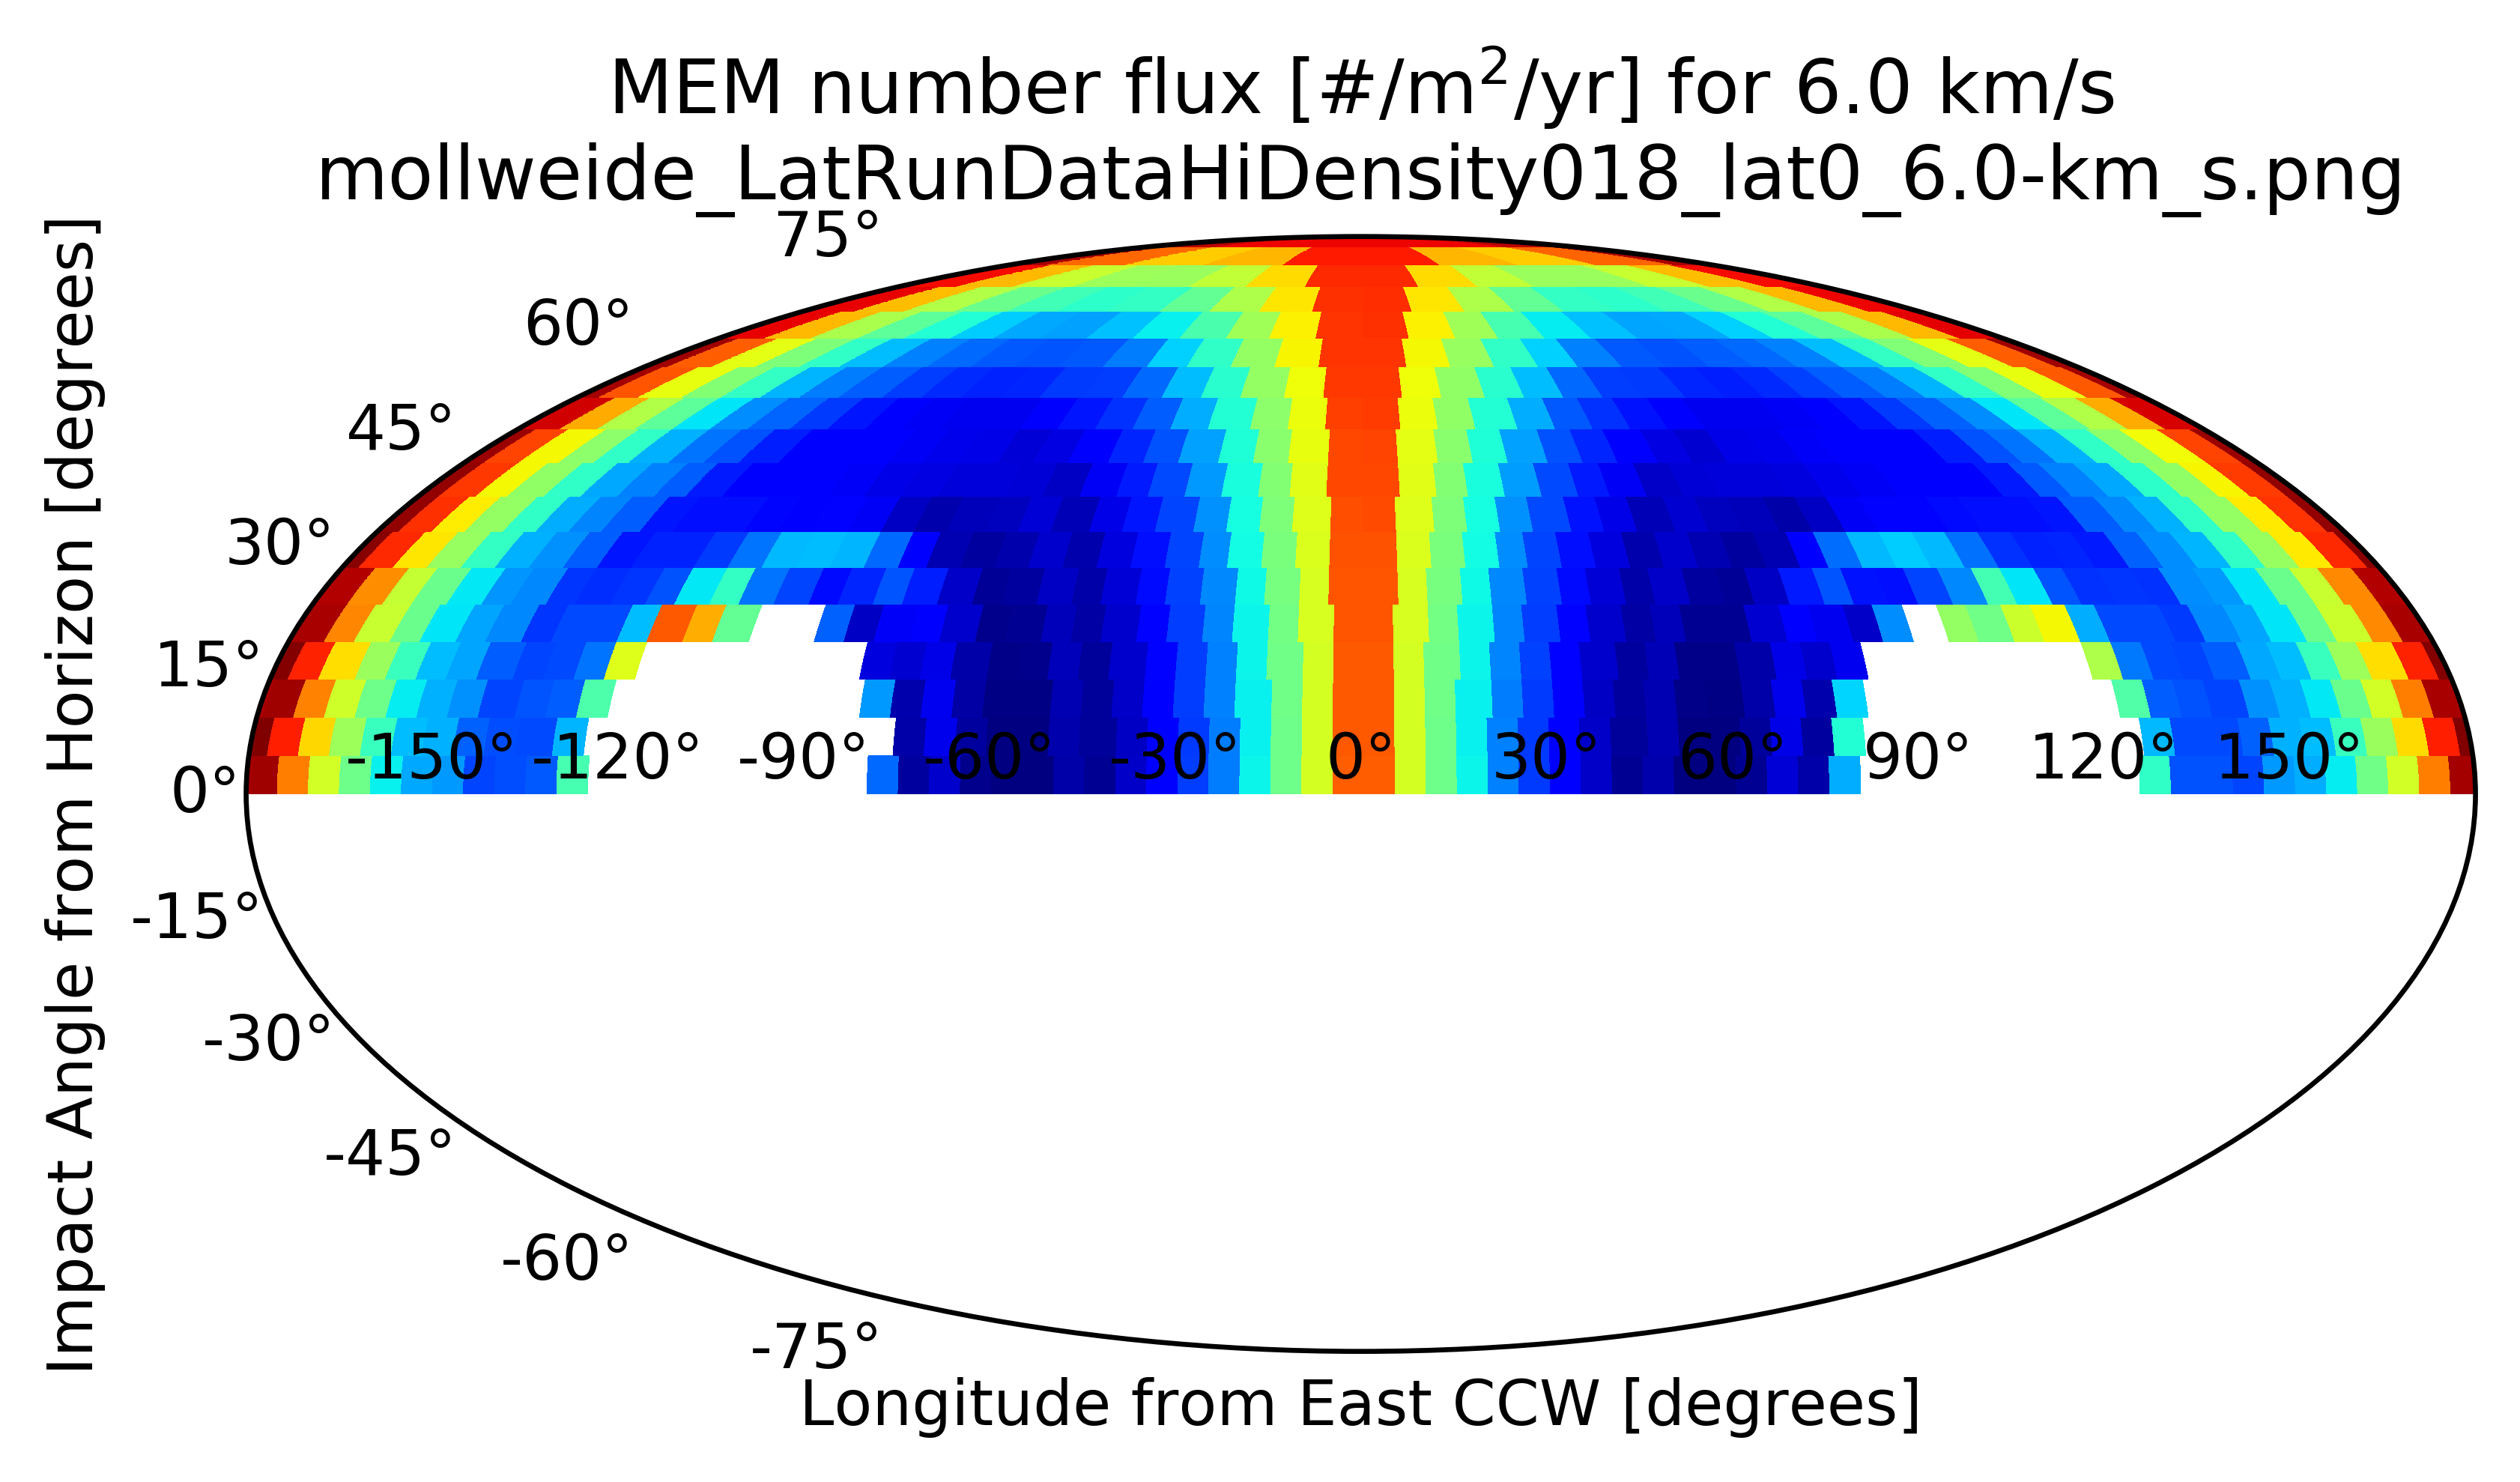 MEM number flux [#/m²/yr] for 6.0 km/s
mollweide_LatRunDataHiDensity018_lat0_6.0-km_s.png
75°
60°
45°
30°
15°
0°
-15°
-30°
-45°
-60°
-75°
-150° -120° -90° -60° -30° 0° 30° 60° 90° 120° 150°
Impact Angle from Horizon [degrees]
Longitude from East CCW [degrees]